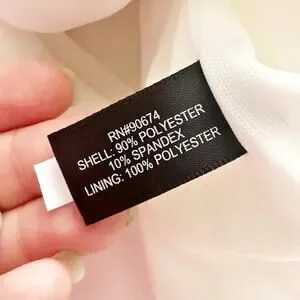 RN#90674
SHELL: 90% POLYESTER
10% SPANDEX
LINING: 100% POLYESTER